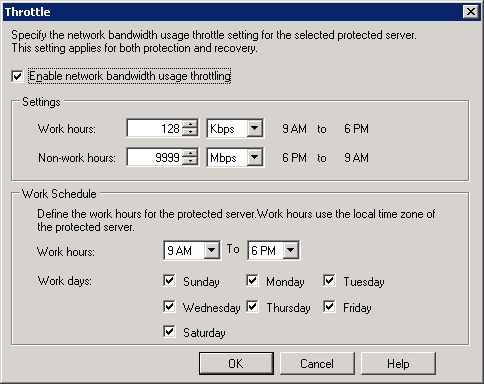 Throttle
Specify the network bandwidth usage throttle setting for the selected protected server.
This setting applies for both protection and recovery.
Enable network bandwidth usage throttling
Settings
Work hours: 128 Kbps 9 AM to 6 PM
Non-work hours: 9999 Mbps 6 PM to 9 AM
Work Schedule
Define the work hours for the protected server.Work hours use the local time zone of
the protected server.
Work hours: 9 AM To 6 PM
Work days: Sunday Monday Tuesday
Wednesday Thursday Friday
Saturday
OK Cancel Help